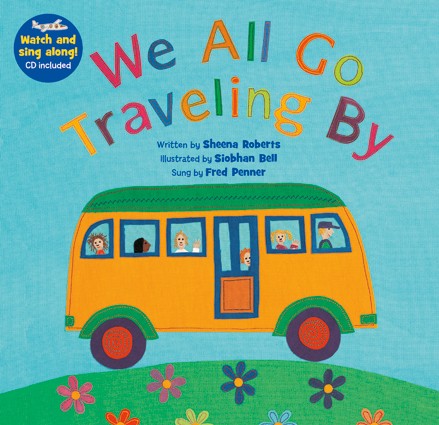 Watch and
sing along!
CD included
We All Go
Traveling By
Written by Sheena Roberts
Illustrated by Siobhan Bell
Sung by Fred Penner